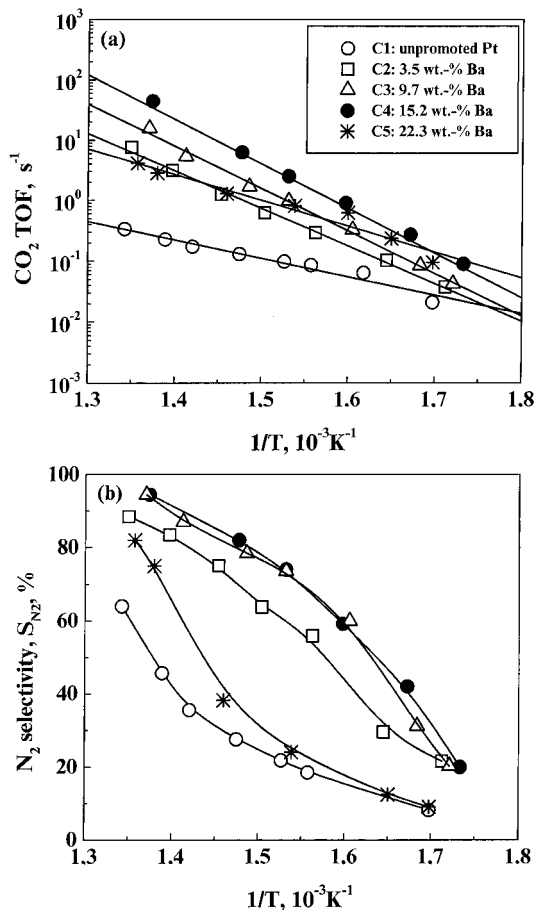 (a)
C1: unpromoted Pt
C2: 3.5 wt.-% Ba
C3: 9.7 wt.-% Ba
C4: 15.2 wt.-% Ba
C5: 22.3 wt.-% Ba
CO₂ TOF, s⁻¹
10³
10²
10¹
10⁰
10⁻¹
10⁻²
10⁻³
1.3 1.4 1.5 1.6 1.7 1.8
1/T, 10⁻³K⁻¹
(b)
N₂ selectivity, S_N2, %
100
80
60
40
20
0
1.3 1.4 1.5 1.6 1.7 1.8
1/T, 10⁻³K⁻¹